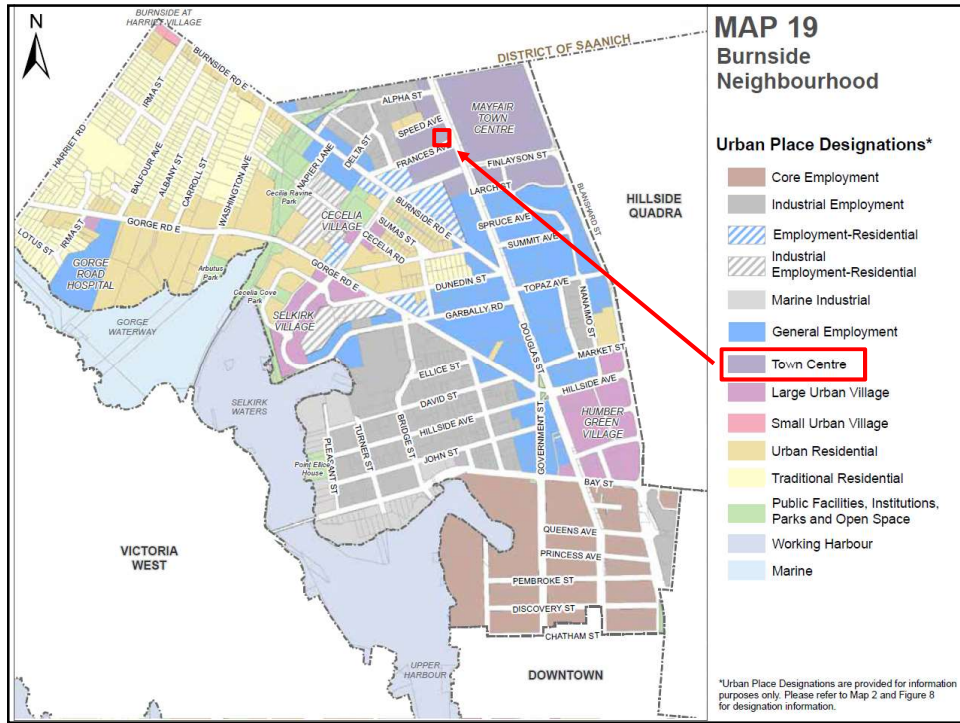 MAP 19
Burnside
Neighbourhood
Urban Place Designations*
Core Employment
Industrial Employment
Employment-Residential
Industrial
Employment-Residential
Marine Industrial
General Employment
Town Centre
Large Urban Village
Small Urban Village
Urban Residential
Traditional Residential
Public Facilities, Institutions,
Parks and Open Space
Working Harbour
Marine
*Urban Place Designations are provided for information
purposes only. Please refer to Map 2 and Figure 8
for designation information.
N
BURNSIDE AT
HARRIET VILLAGE
DISTRICT OF SAANICH
BURNSIDE RD E
IRMA ST
HARRIET RD
BALFOUR AVE
ALBANY ST
CARROLL ST
WASHINGTON AVE
NAPIER LANE
DELTA ST
ALPHA ST
SPEED AVE
FRANCES AVE
MAYFAIR
TOWN
CENTRE
FINLAYSON ST
LARCH ST
BLANSHARD ST
HILLSIDE
QUADRA
SPRUCE AVE
SUMMIT AVE
Cecelia Ravine
Park
CECELIA
VILLAGE
BURNSIDE RD E
SUMAS ST
CECELIA RD
GORGE RD E
LOTUS ST
IRMA ST
GORGE
ROAD
HOSPITAL
Arbutus
Park
Cecelia Cove
Park
GORGE RD E
DUNEDIN ST
TOPAZ AVE
NANAIMO ST
GARBALLY RD
SELKIRK
VILLAGE
GORGE
WATERWAY
DOUGLAS ST
MARKET ST
ELLICE ST
HILLSIDE AVE
SELKIRK
WATERS
DAVID ST
HILLSIDE AVE
JOHN ST
BRIDGE ST
TURNER ST
PLEASANT ST
Point Ellice
House
GOVERNMENT ST
HUMBER
GREEN
VILLAGE
BAY ST
QUEENS AVE
PRINCESS AVE
PEMBROKE ST
DISCOVERY ST
CHATHAM ST
VICTORIA
WEST
UPPER
HARBOUR
DOWNTOWN